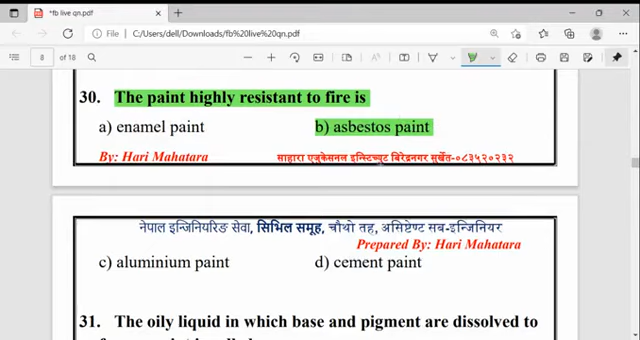 *fb live qn.pdf
File
C:/Users/dell/Downloads/fb%20live%20qn.pdf
8 of 18
30. The paint highly resistant to fire is
a) enamel paint b) asbestos paint
By: Hari Mahatara साहारा एजुकेसनल इन्स्टिच्युट बिरेन्द्रनगर सुर्खेत-०८३५२०२३२
नेपाल इन्जिनियरिङ सेवा, सिभिल समूह, चौथो तह, असिष्टेण्ट सब-इन्जिनियर
Prepared By: Hari Mahatara
c) aluminium paint d) cement paint
31. The oily liquid in which base and pigment are dissolved to